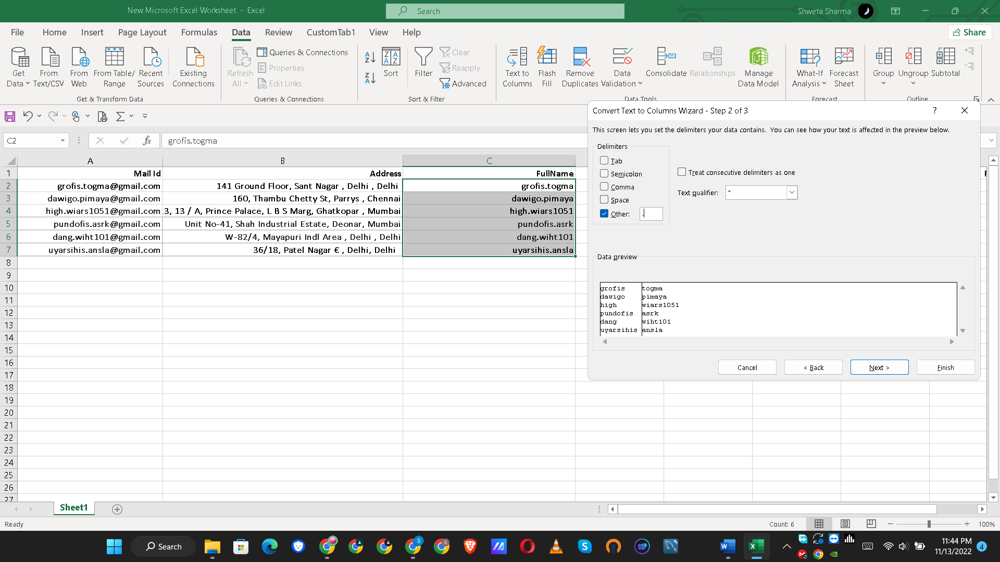 New Microsoft Excel Worksheet - Excel
Search
Shweta Sharma
File Home Insert Page Layout Formulas Data Review CustomTab1 View Help
Share
Get Data
From Text/CSV
From Web
From Table/ Range
Recent Sources
Existing Connections
Get & Transform Data
Refresh All
Queries & Connections
Properties
Edit Links
Queries & Connections
Sort
Filter
Clear
Reapply
Advanced
Sort & Filter
Text to Columns
Flash Fill
Remove Duplicates
Data Validation
Consolidate
Relationships
Manage Data Model
Data Tools
What-If Analysis
Forecast Sheet
Forecast
Group
Ungroup
Subtotal
Outline
C2
fx
grofis.togma
A B C
1 Mail Id Address FullName
2 grofis.togma@gmail.com 141 Ground Floor, Sant Nagar , Delhi , Delhi grofis.togma
3 dawigo.pimaya@gmail.com 160, Thambu Chetty St, Parrys , Chennai dawigo.pimaya
4 high.wiars1051@gmail.com 3, 13 / A, Prince Palace, L B S Marg, Ghatkopar , Mumbai high.wiars1051
5 pundofis.asrk@gmail.com Unit No-41, Shah Industrial Estate, Deonar, Mumbai pundofis.asrk
6 dang.wiht101@gmail.com W-82/4, Mayapuri Indl Area , Delhi , Delhi dang.wiht101
7 uyarsihis.ansla@gmail.com 36/18, Patel Nagar € , Delhi, Delhi uyarsihis.ansla
8
9
10
11
12
13
14
15
16
17
18
19
20
21
22
23
24
25
26
27
Convert Text to Columns Wizard - Step 2 of 3
?
This screen lets you set the delimiters your data contains. You can see how your text is affected in the preview below.
Delimiters
Tab
Semicolon
Comma
Space
Other: .
Treat consecutive delimiters as one
Text qualifier: "
Data preview
grofis togma
dawigo pimaya
high wiars1051
pundofis asrk
dang wiht101
uyarsihis ansla
Cancel
< Back
Next >
Finish
Sheet1
Ready
Count: 6
100%
Search
11:44 PM
11/13/2022
4